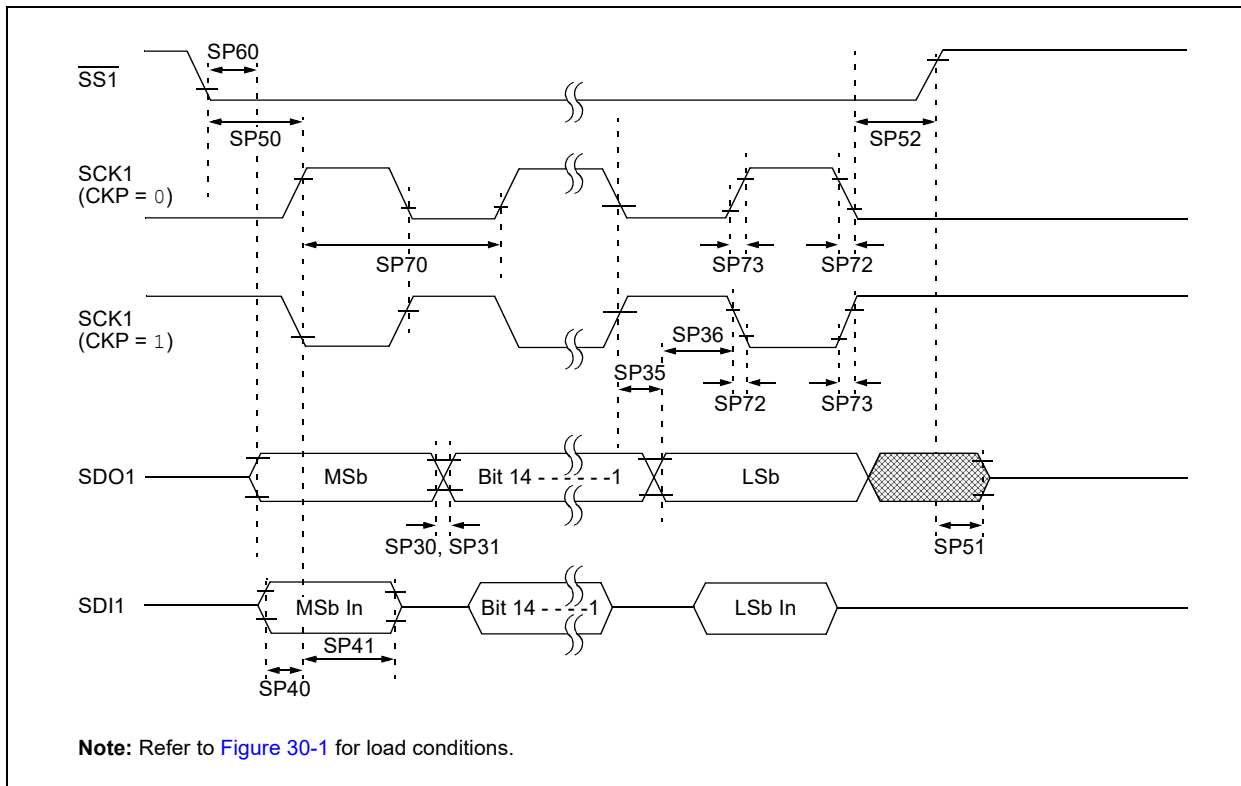 SP60
SS1
SP50
SP52
SCK1
(CKP = 0)
SP70
SP73
SP72
SCK1
(CKP = 1)
SP36
SP35
SP72
SP73
SDO1
MSb
Bit 14 - - - - - -1
LSb
SP30, SP31
SP51
SDI1
MSb In
Bit 14 - - - -1
LSb In
SP41
SP40
Note: Refer to Figure 30-1 for load conditions.